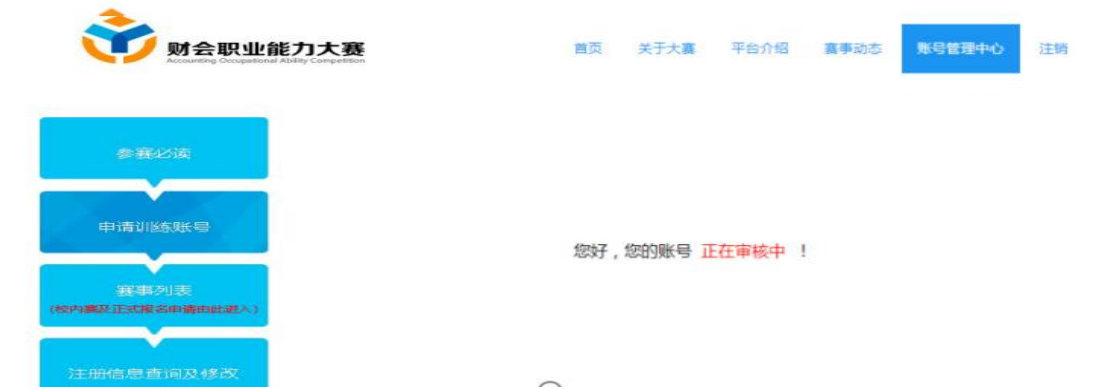 财会职业能力大赛
Accounting Occupational Ability Competition
首页 关于大赛 平台介绍 赛事动态 账号管理中心 注销
参赛必读
申请训练账号
您好，您的账号 正在审核中 ！
赛事列表
(校内赛及正式报名申请由此进入)
注册信息查询及修改